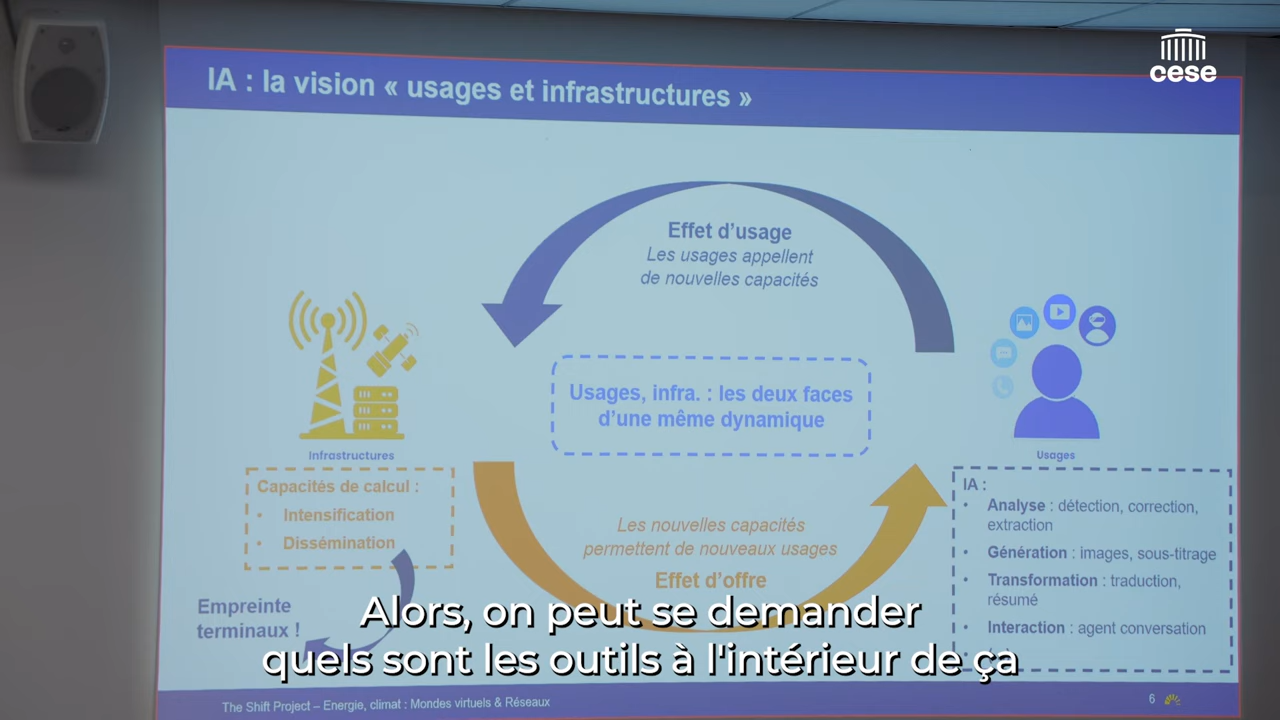 cese
IA : la vision « usages et infrastructures »
Effet d'usage
Les usages appellent
de nouvelles capacités
Usages, infra. : les deux faces
d'une même dynamique
Infrastructures
Capacités de calcul :
• Intensification
• Dissémination
Empreinte
terminaux !
Les nouvelles capacités
permettent de nouveaux usages
Effet d'offre
Usages
IA :
• Analyse : détection, correction,
extraction
• Génération : images, sous-titrage
• Transformation : traduction,
résumé
• Interaction : agent conversation
Alors, on peut se demander
quels sont les outils à l'intérieur de ça
The Shift Project – Energie, climat : Mondes virtuels & Réseaux
6